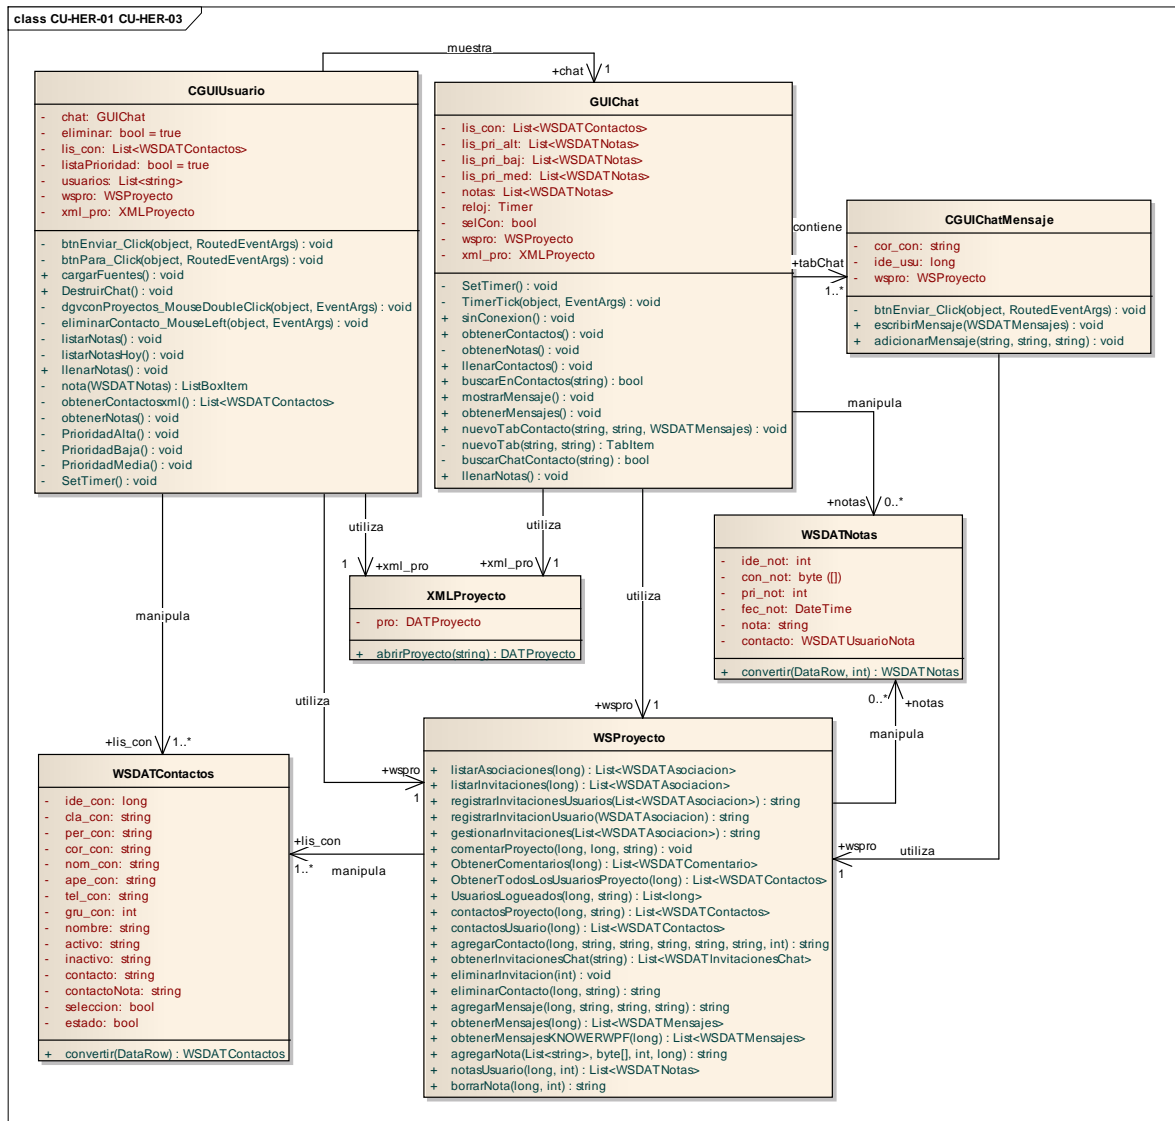 class CU-HER-01 CU-HER-03
muestra
+chat
1
CGUIUsuario
- chat: GUIChat
- eliminar: bool = true
- lis_con: List<WSDATContactos>
- listaPrioridad: bool = true
- usuarios: List<string>
- wspro: WSProyecto
- xml_pro: XMLProyecto
- btnEnviar_Click(object, RoutedEventArgs) : void
- btnPara_Click(object, RoutedEventArgs) : void
+ cargarFuentes() : void
+ DestruirChat() : void
- dgvconProyectos_MouseDoubleClick(object, EventArgs) : void
- eliminarContacto_MouseLeft(object, EventArgs) : void
- listarNotas() : void
- listarNotasHoy() : void
+ llenarNotas() : void
- nota(WSDATNotas) : ListBoxItem
- obtenerContactosxml() : List<WSDATContactos>
- obtenerNotas() : void
- PrioridadAlta() : void
- PrioridadBaja() : void
- PrioridadMedia() : void
- SetTimer() : void
GUIChat
- lis_con: List<WSDATContactos>
- lis_pri_alt: List<WSDATNotas>
- lis_pri_baj: List<WSDATNotas>
- lis_pri_med: List<WSDATNotas>
- notas: List<WSDATNotas>
- reloj: Timer
- selCon: bool
- wspro: WSProyecto
- xml_pro: XMLProyecto
- SetTimer() : void
- TimerTick(object, EventArgs) : void
+ sinConexion() : void
+ obtenerContactos() : void
- obtenerNotas() : void
+ llenarContactos() : void
+ buscarEnContactos(string) : bool
+ mostrarMensaje() : void
+ obtenerMensajes() : void
+ nuevoTabContacto(string, string, WSDATMensajes) : void
- nuevoTab(string, string) : TabItem
- buscarChatContacto(string) : bool
+ llenarNotas() : void
contiene
+tabChat
1..*
CGUIChatMensaje
- cor_con: string
- ide_usu: long
- wspro: WSProyecto
- btnEnviar_Click(object, RoutedEventArgs) : void
+ escribirMensaje(WSDATMensajes) : void
+ adicionarMensaje(string, string, string) : void
manipula
+notas
0..*
utiliza
1
+xml_pro
utiliza
+xml_pro
1
XMLProyecto
- pro: DATProyecto
+ abrirProyecto(string) : DATProyecto
WSDATNotas
- ide_not: int
- con_not: byte ([])
- pri_not: int
- fec_not: DateTime
- nota: string
- contacto: WSDATUsuarioNota
+ convertir(DataRow, int) : WSDATNotas
manipula
+lis_con
1..*
utiliza
+wspro
1
utiliza
+wspro
1
0..*
+notas
manipula
WSDATContactos
- ide_con: long
- cla_con: string
- per_con: string
- cor_con: string
- nom_con: string
- ape_con: string
- tel_con: string
- gru_con: int
- nombre: string
- activo: string
- inactivo: string
- contacto: string
- contactoNota: string
- seleccion: bool
- estado: bool
+ convertir(DataRow) : WSDATContactos
+lis_con
1..*
manipula
WSProyecto
+ listarAsociaciones(long) : List<WSDATAsociacion>
+ listarInvitaciones(long) : List<WSDATAsociacion>
+ registrarInvitacionesUsuarios(List<WSDATAsociacion>) : string
+ registrarInvitacionUsuario(WSDATAsociacion) : string
+ gestionarInvitaciones(List<WSDATAsociacion>) : string
+ comentarProyecto(long, long, string) : void
+ ObtenerComentarios(long) : List<WSDATComentario>
+ ObtenerTodosLosUsuariosProyecto(long) : List<WSDATContactos>
+ UsuariosLogueados(long, string) : List<long>
+ contactosProyecto(long, string) : List<WSDATContactos>
+ contactosUsuario(long) : List<WSDATContactos>
+ agregarContacto(long, string, string, string, string, string, int) : string
+ obtenerInvitacionesChat(string) : List<WSDATInvitacionesChat>
+ eliminarInvitacion(int) : void
+ eliminarContacto(long, string) : string
+ agregarMensaje(long, string, string, string) : string
+ obtenerMensajes(long) : List<WSDATMensajes>
+ obtenerMensajesKNOWERWPF(long) : List<WSDATMensajes>
+ agregarNota(List<string>, byte[], int, long) : string
+ notasUsuario(long, int) : List<WSDATNotas>
+ borrarNota(long, int) : string
+wspro
1
utiliza